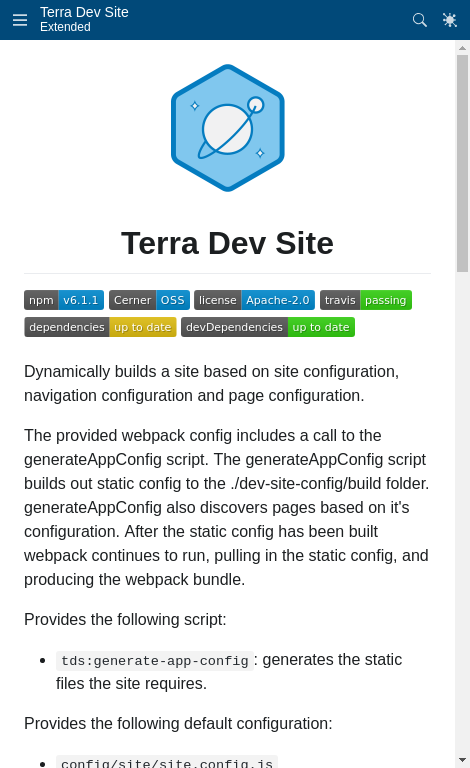 Terra Dev Site
Extended
Terra Dev Site
npm v6.1.1 Cerner OSS license Apache-2.0 travis passing
dependencies up to date devDependencies up to date
Dynamically builds a site based on site configuration,
navigation configuration and page configuration.
The provided webpack config includes a call to the
generateAppConfig script. The generateAppConfig script
builds out static config to the ./dev-site-config/build folder.
generateAppConfig also discovers pages based on it's
configuration. After the static config has been built
webpack continues to run, pulling in the static config, and
producing the webpack bundle.
Provides the following script:
tds:generate-app-config: generates the static
files the site requires.
Provides the following default configuration:
config/site/site.config.js